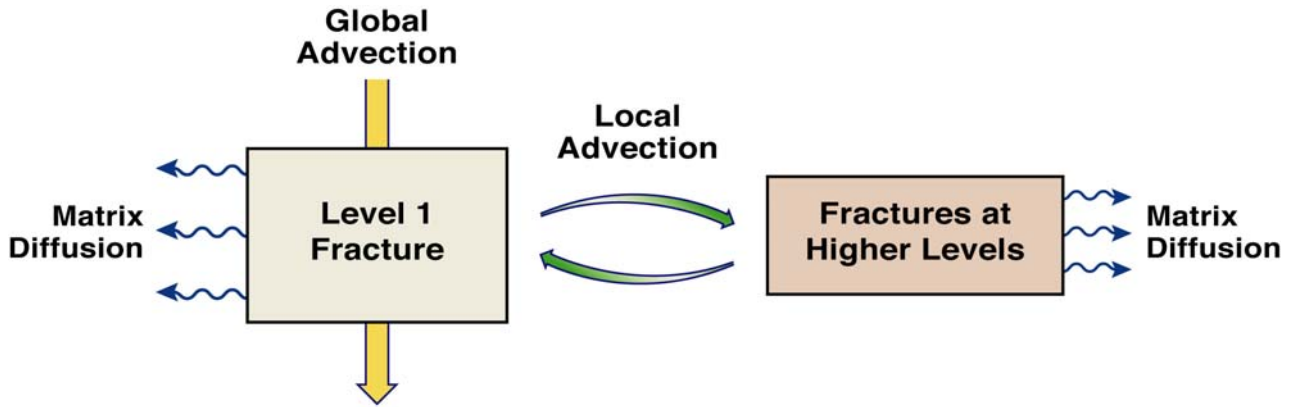 Global
Advection
Local
Advection
Matrix
Diffusion
Level 1
Fracture
Fractures at
Higher Levels
Matrix
Diffusion